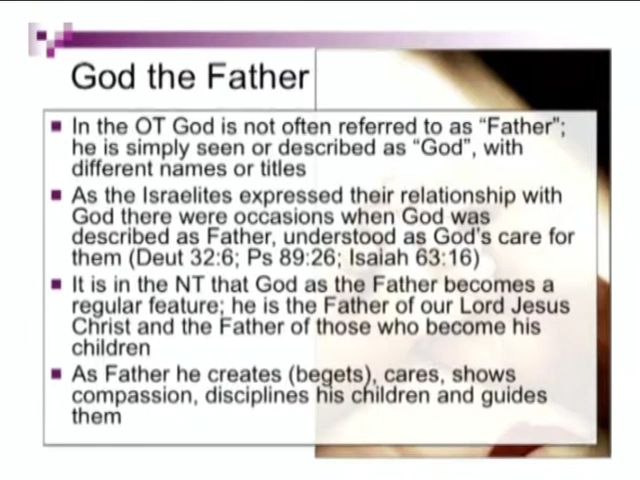 God the Father
In the OT God is not often referred to as “Father”;
he is simply seen or described as “God”, with
different names or titles
As the Israelites expressed their relationship with
God there were occasions when God was
described as Father, understood as God's care for
them (Deut 32:6; Ps 89:26; Isaiah 63:16)
It is in the NT that God as the Father becomes a
regular feature; he is the Father of our Lord Jesus
Christ and the Father of those who become his
children
As Father he creates (begets), cares, shows
compassion, disciplines his children and guides
them